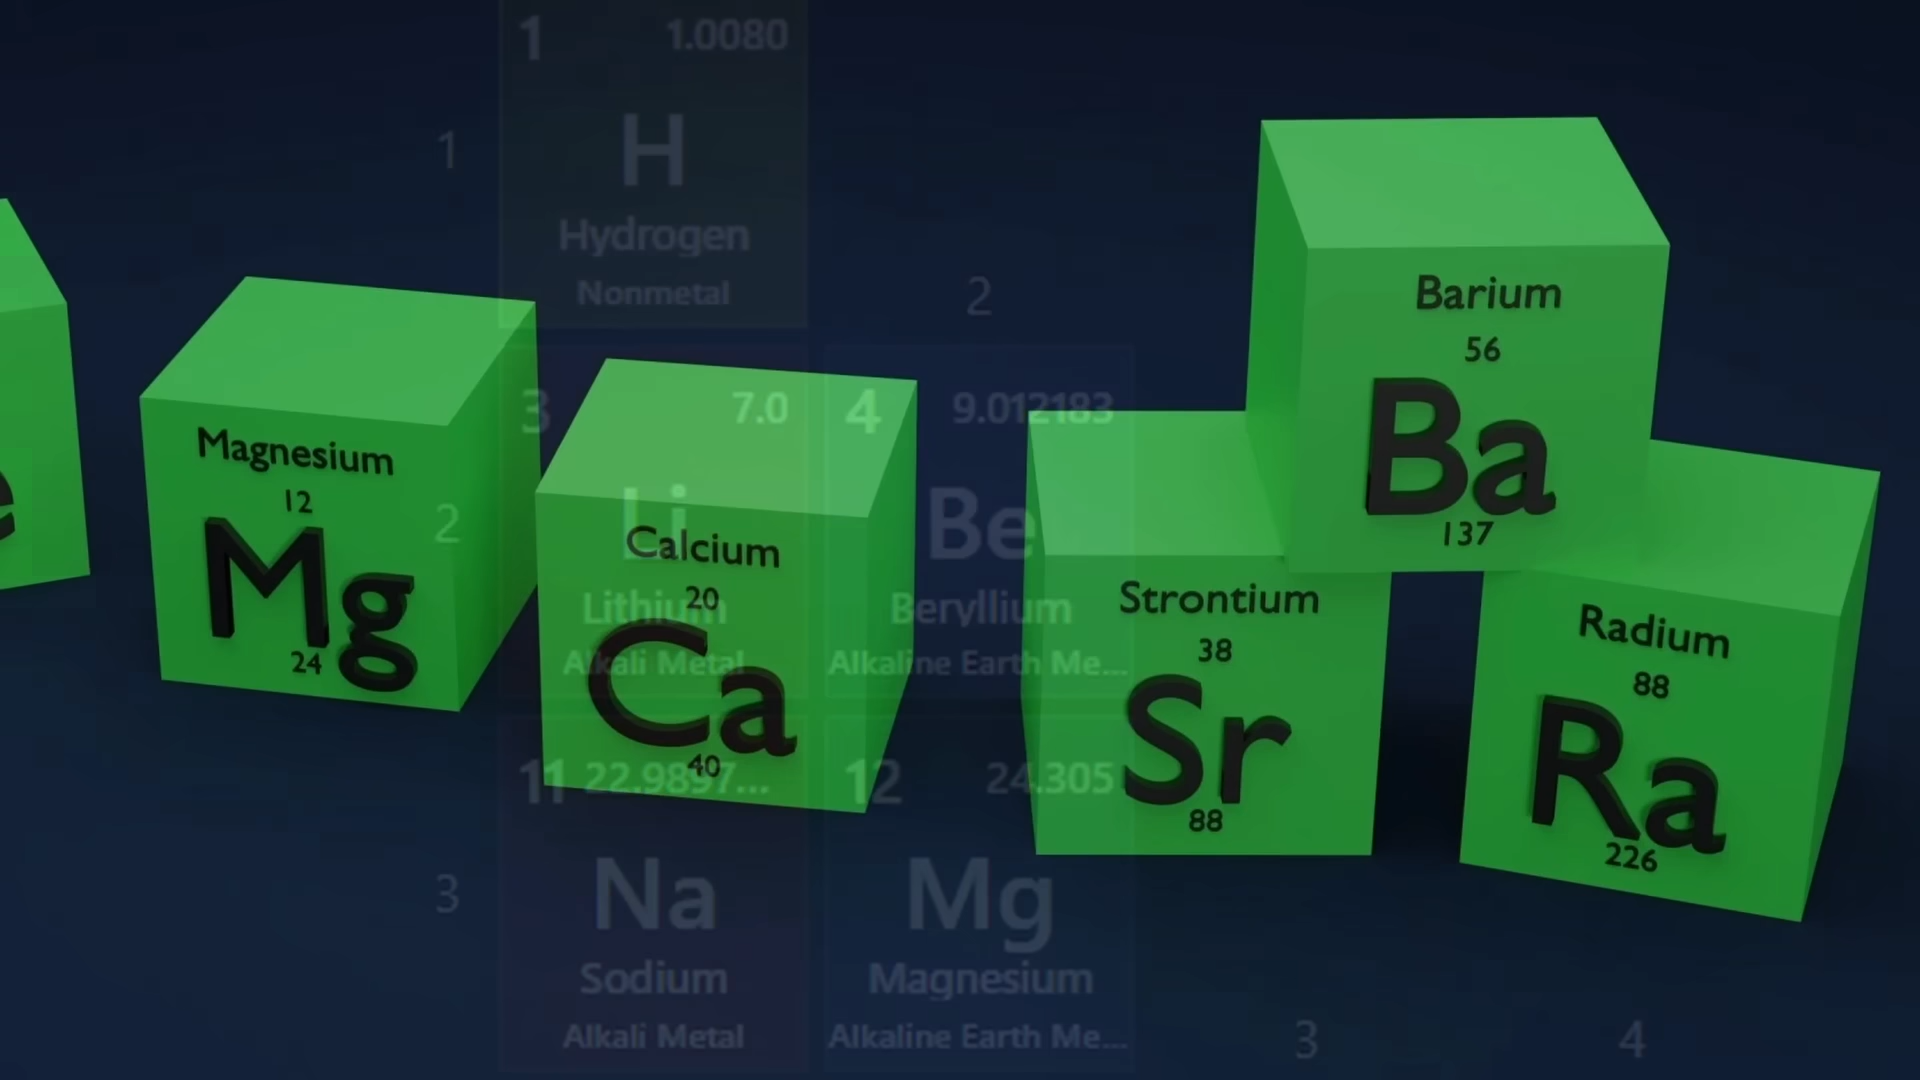 1 1.0080
1
H
Hydrogen
Nonmetal
2
3 7.0
4 9.012183
2
Li
Be
Lithium
Beryllium
Alkali Metal
Alkaline Earth Me...
11 22.9897...
12 24.305
3
Na
Mg
Sodium
Magnesium
Alkali Metal
Alkaline Earth Me...
3
4
e
Magnesium
12
Mg
24
Calcium
20
Ca
40
Strontium
38
Sr
88
Barium
56
Ba
137
Radium
88
Ra
226